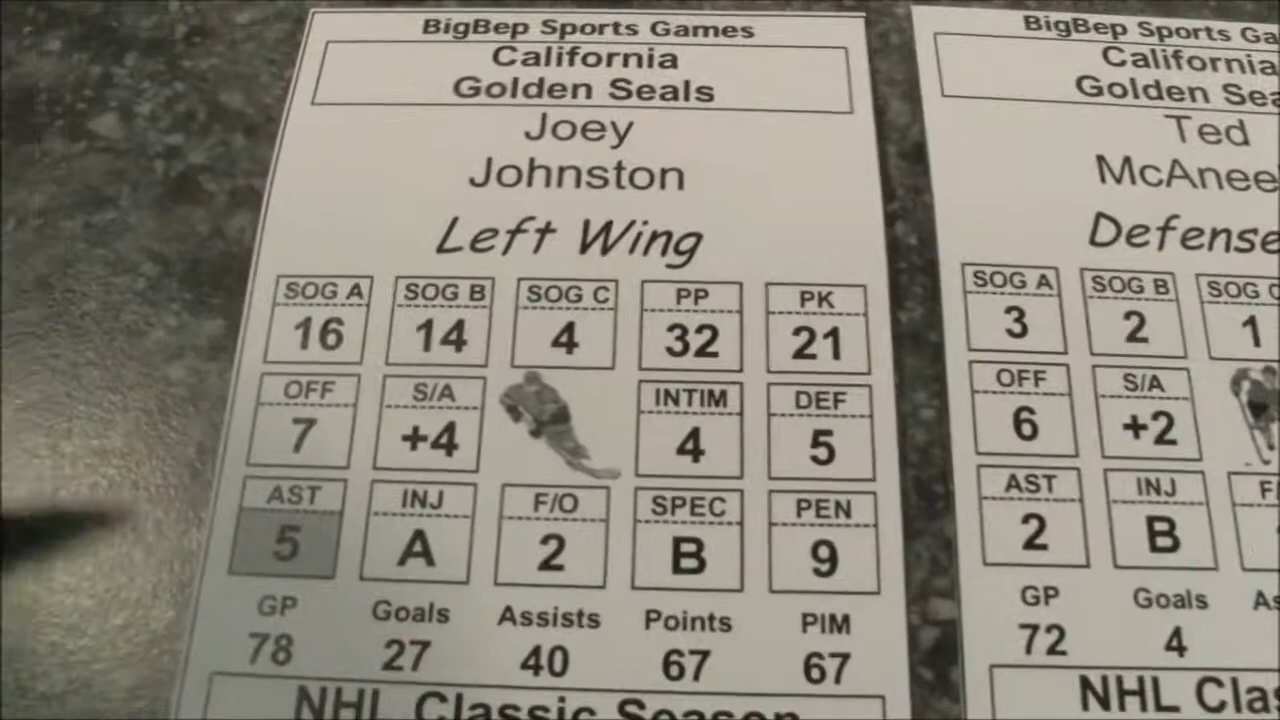 BigBep Sports Games
California
Golden Seals
Joey
Johnston
Left Wing
SOG A SOG B SOG C PP PK
16 14 4 32 21
OFF S/A INTIM DEF
7 +4 4 5
AST INJ F/O SPEC PEN
5 A 2 B 9
GP Goals Assists Points PIM
78 27 40 67 67
NHL Classic Season
BigBep Sports Ga
California
Golden Sea
Ted
McAnee
Defense
SOG A SOG B SOG C
3 2 1
OFF S/A
6 +2
AST INJ F/
2 B
GP Goals As
72 4
NHL Clas